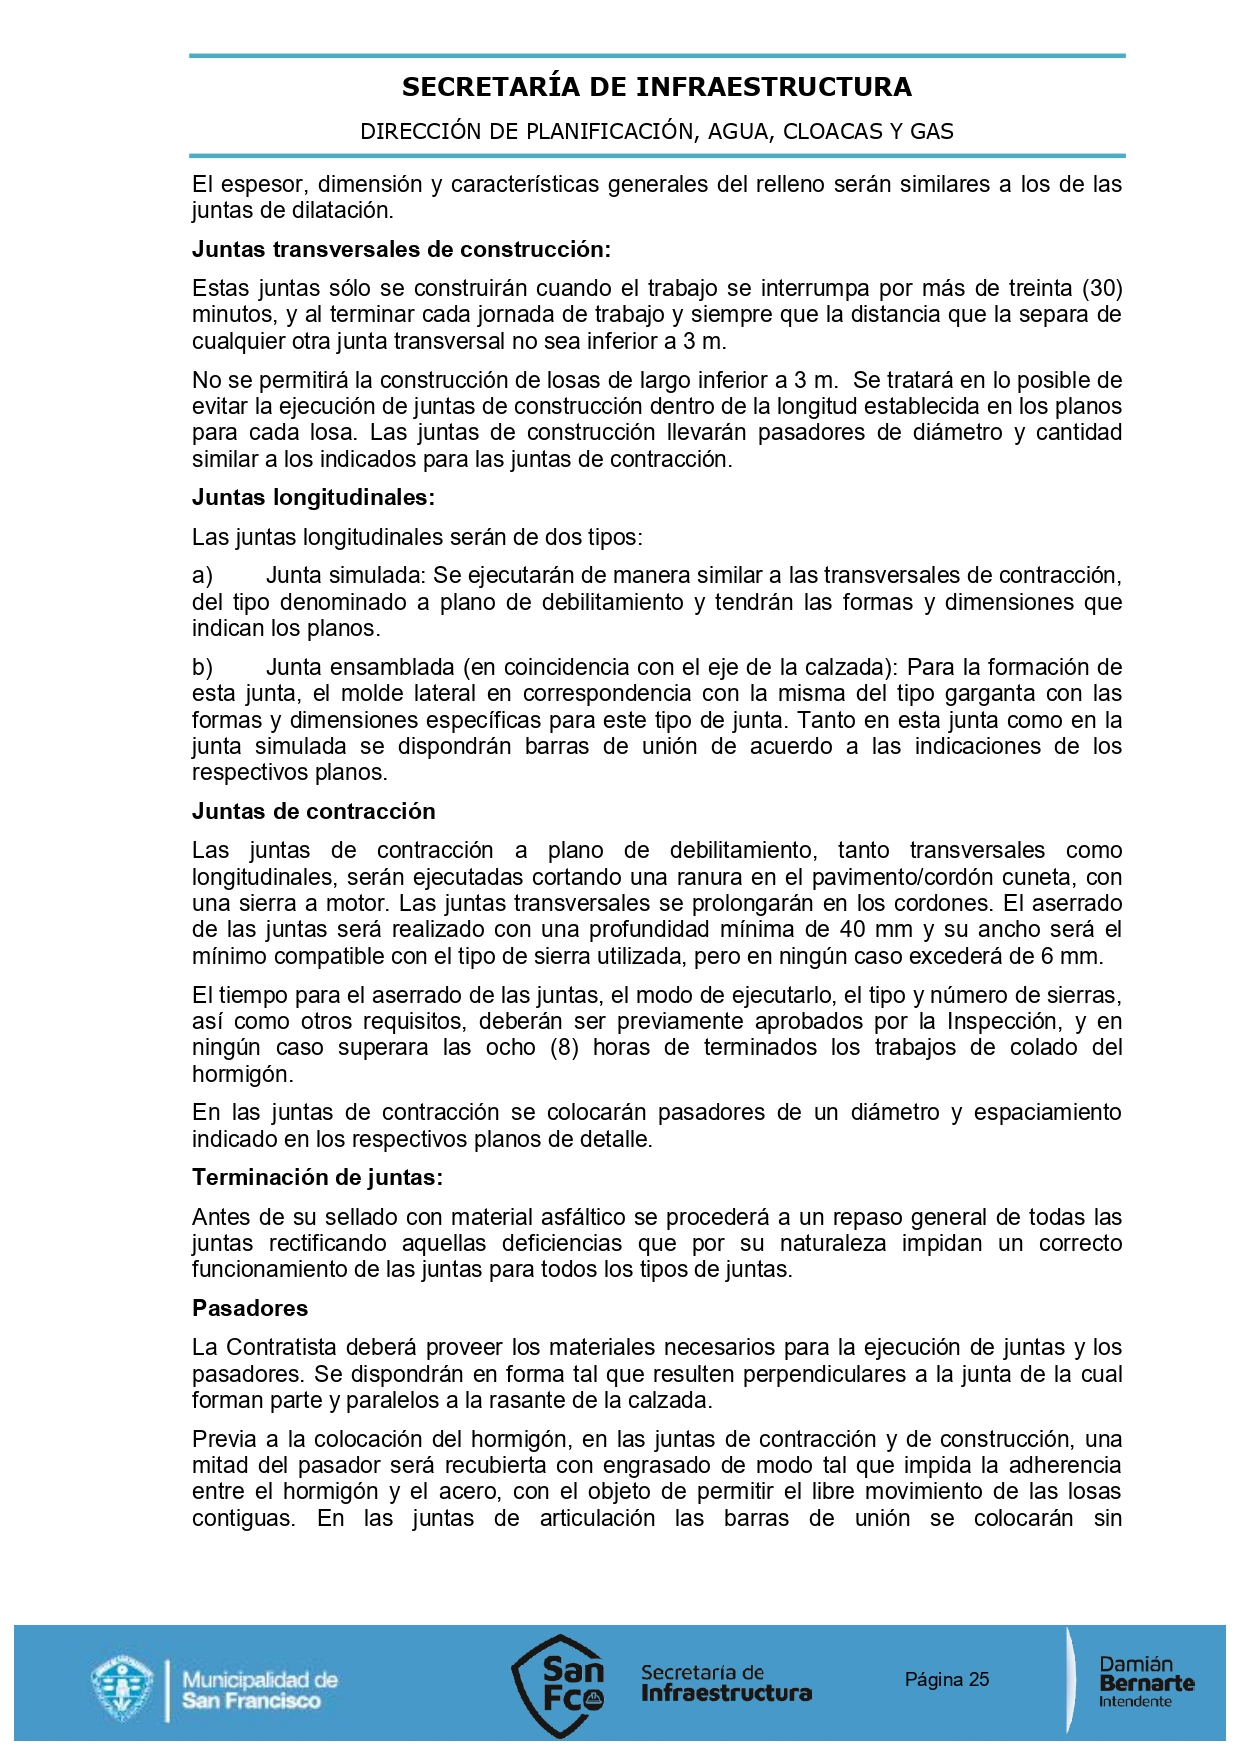 SECRETARÍA DE INFRAESTRUCTURA
DIRECCIÓN DE PLANIFICACIÓN, AGUA, CLOACAS Y GAS
El espesor, dimensión y características generales del relleno serán similares a los de las
juntas de dilatación.
Juntas transversales de construcción:
Estas juntas sólo se construirán cuando el trabajo se interrumpa por más de treinta (30)
minutos, y al terminar cada jornada de trabajo y siempre que la distancia que la separa de
cualquier otra junta transversal no sea inferior a 3 m.
No se permitirá la construcción de losas de largo inferior a 3 m.  Se tratará en lo posible de
evitar la ejecución de juntas de construcción dentro de la longitud establecida en los planos
para cada losa. Las juntas de construcción llevarán pasadores de diámetro y cantidad
similar a los indicados para las juntas de contracción.
Juntas longitudinales:
Las juntas longitudinales serán de dos tipos:
a) Junta simulada: Se ejecutarán de manera similar a las transversales de contracción,
del tipo denominado a plano de debilitamiento y tendrán las formas y dimensiones que
indican los planos.
b) Junta ensamblada (en coincidencia con el eje de la calzada): Para la formación de
esta junta, el molde lateral en correspondencia con la misma del tipo garganta con las
formas y dimensiones específicas para este tipo de junta. Tanto en esta junta como en la
junta simulada se dispondrán barras de unión de acuerdo a las indicaciones de los
respectivos planos.
Juntas de contracción
Las juntas de contracción a plano de debilitamiento, tanto transversales como
longitudinales, serán ejecutadas cortando una ranura en el pavimento/cordón cuneta, con
una sierra a motor. Las juntas transversales se prolongarán en los cordones. El aserrado
de las juntas será realizado con una profundidad mínima de 40 mm y su ancho será el
mínimo compatible con el tipo de sierra utilizada, pero en ningún caso excederá de 6 mm.
El tiempo para el aserrado de las juntas, el modo de ejecutarlo, el tipo y número de sierras,
así como otros requisitos, deberán ser previamente aprobados por la Inspección, y en
ningún caso superara las ocho (8) horas de terminados los trabajos de colado del
hormigón.
En las juntas de contracción se colocarán pasadores de un diámetro y espaciamiento
indicado en los respectivos planos de detalle.
Terminación de juntas:
Antes de su sellado con material asfáltico se procederá a un repaso general de todas las
juntas rectificando aquellas deficiencias que por su naturaleza impidan un correcto
funcionamiento de las juntas para todos los tipos de juntas.
Pasadores
La Contratista deberá proveer los materiales necesarios para la ejecución de juntas y los
pasadores. Se dispondrán en forma tal que resulten perpendiculares a la junta de la cual
forman parte y paralelos a la rasante de la calzada.
Previa a la colocación del hormigón, en las juntas de contracción y de construcción, una
mitad del pasador será recubierta con engrasado de modo tal que impida la adherencia
entre el hormigón y el acero, con el objeto de permitir el libre movimiento de las losas
contiguas. En las juntas de articulación las barras de unión se colocarán sin
Municipalidad de
San Francisco
San
Fco
Secretaría de
Infraestructura
Página 25
Damián
Bernarte
Intendente